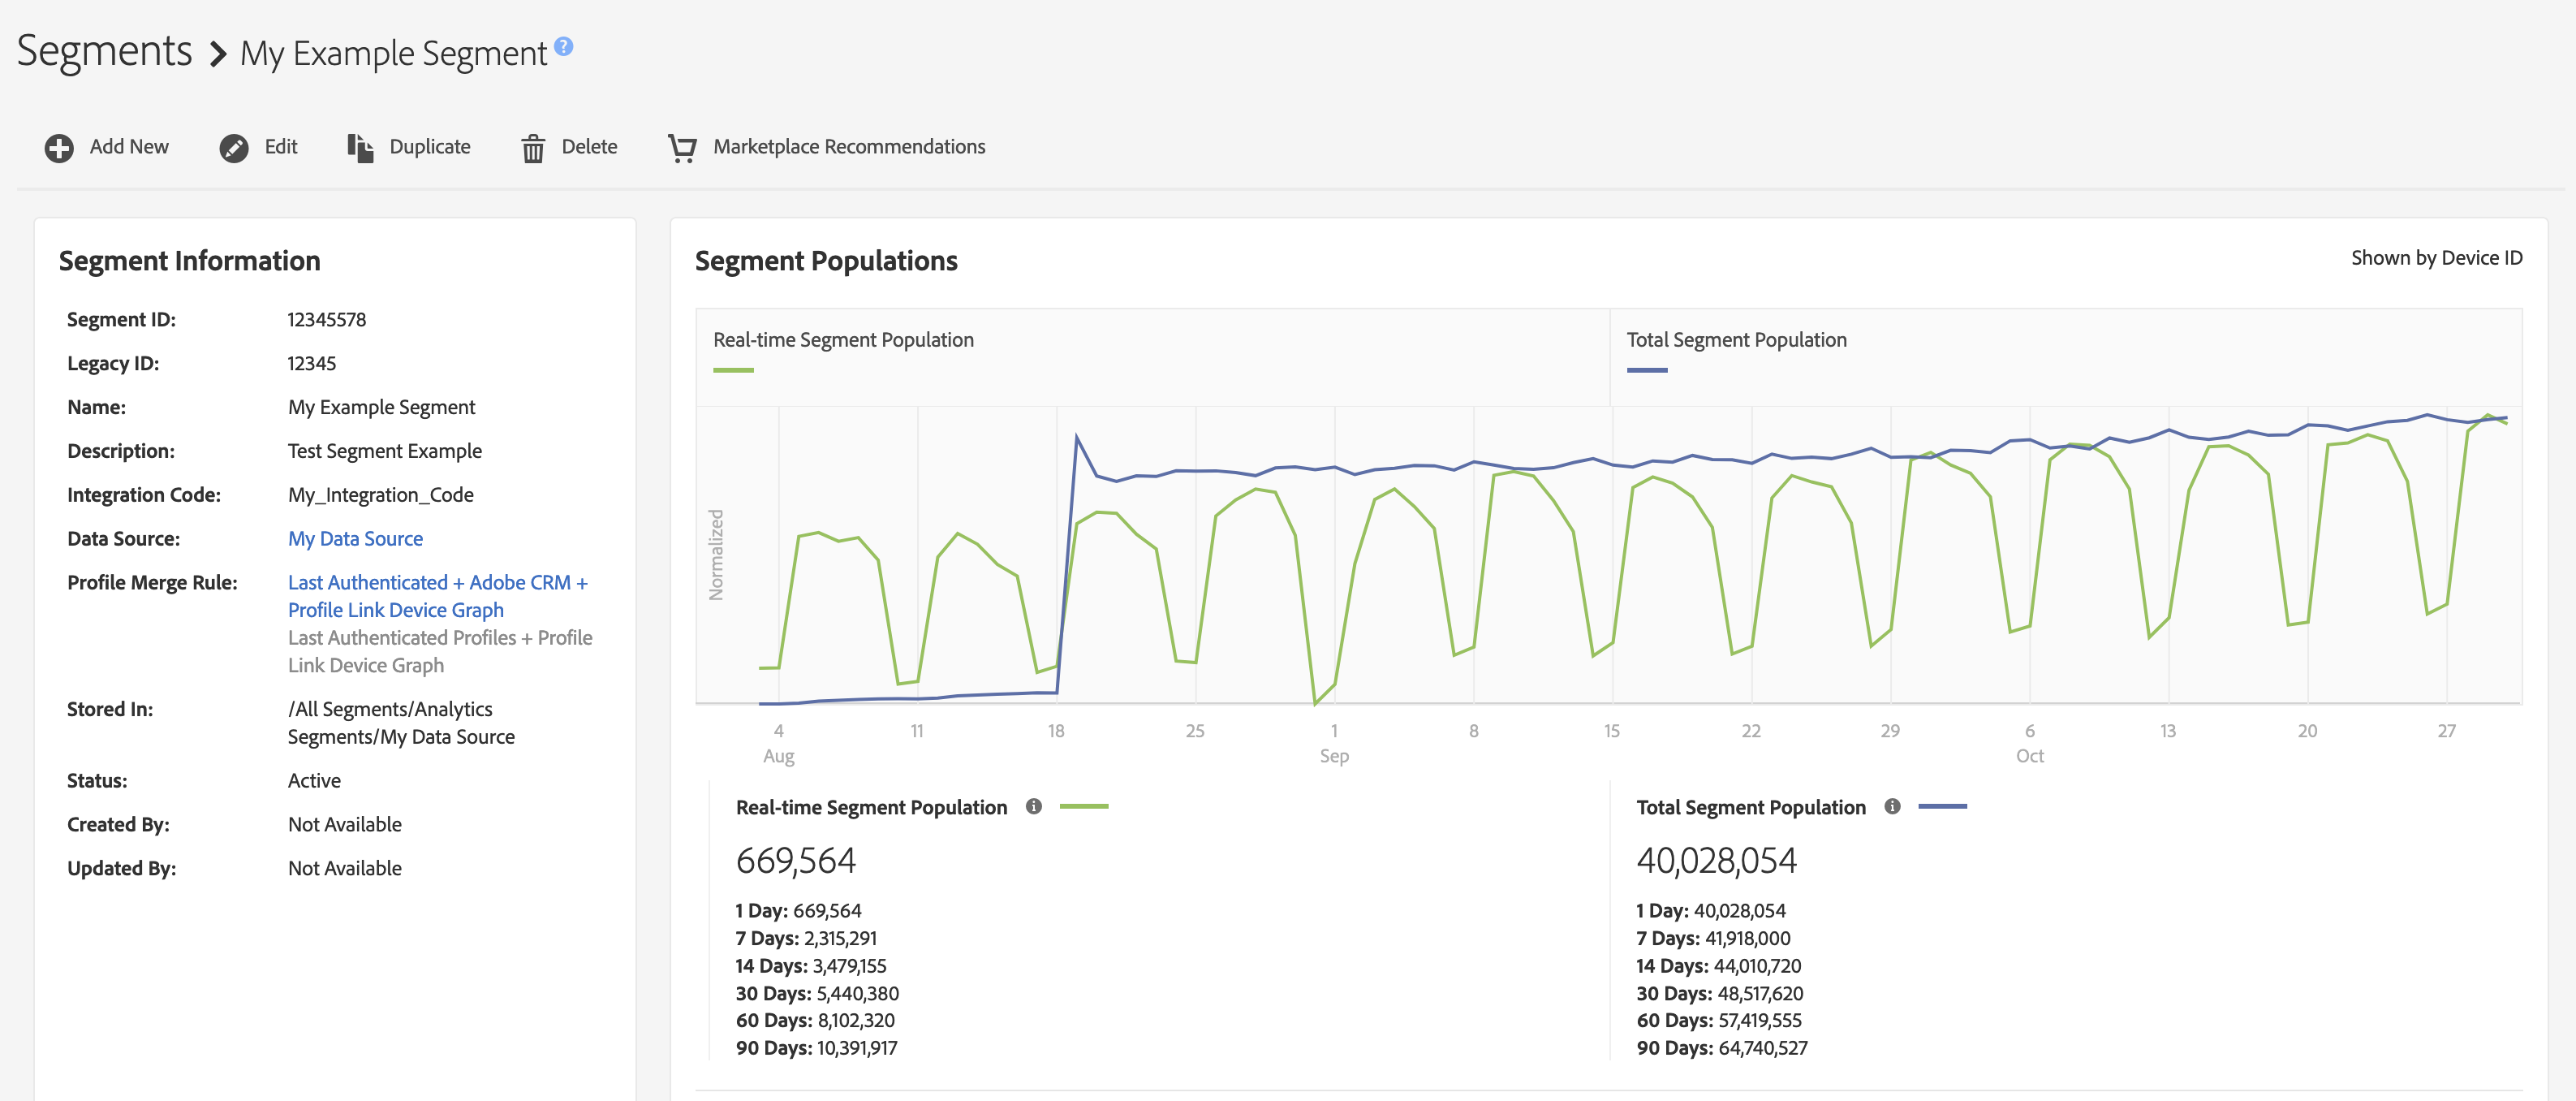 Segments > My Example Segment ?
Add New Edit Duplicate Delete Marketplace Recommendations
Segment Information
Segment ID: 12345578
Legacy ID: 12345
Name: My Example Segment
Description: Test Segment Example
Integration Code: My_Integration_Code
Data Source: My Data Source
Profile Merge Rule: Last Authenticated + Adobe CRM +
Profile Link Device Graph
Last Authenticated Profiles + Profile
Link Device Graph
Stored In: /All Segments/Analytics
Segments/My Data Source
Status: Active
Created By: Not Available
Updated By: Not Available
Segment Populations
Shown by Device ID
Real-time Segment Population
Total Segment Population
Normalized
4 11 18 25 1 8 15 22 29 6 13 20 27
Aug Sep Oct
Real-time Segment Population
669,564
1 Day: 669,564
7 Days: 2,315,291
14 Days: 3,479,155
30 Days: 5,440,380
60 Days: 8,102,320
90 Days: 10,391,917
Total Segment Population
40,028,054
1 Day: 40,028,054
7 Days: 41,918,000
14 Days: 44,010,720
30 Days: 48,517,620
60 Days: 57,419,555
90 Days: 64,740,527